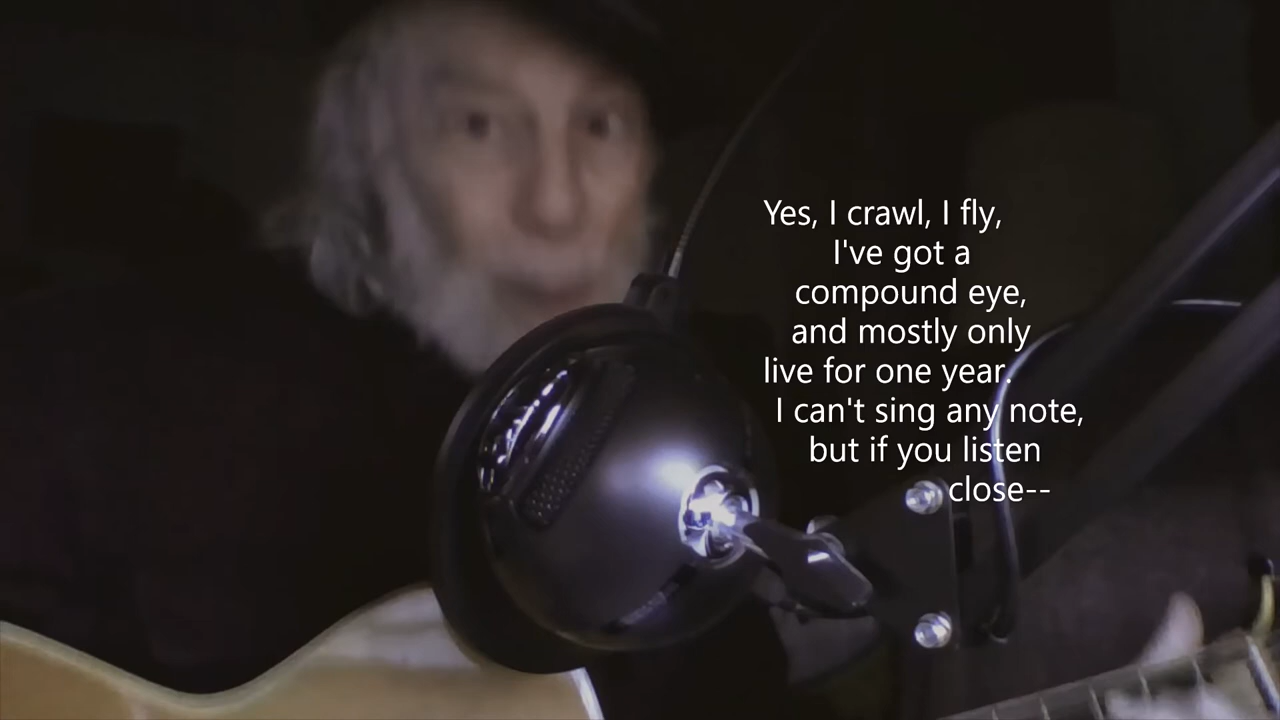 Yes, I crawl, I fly,
I've got a
compound eye,
and mostly only
live for one year.
I can't sing any note,
but if you listen
close--